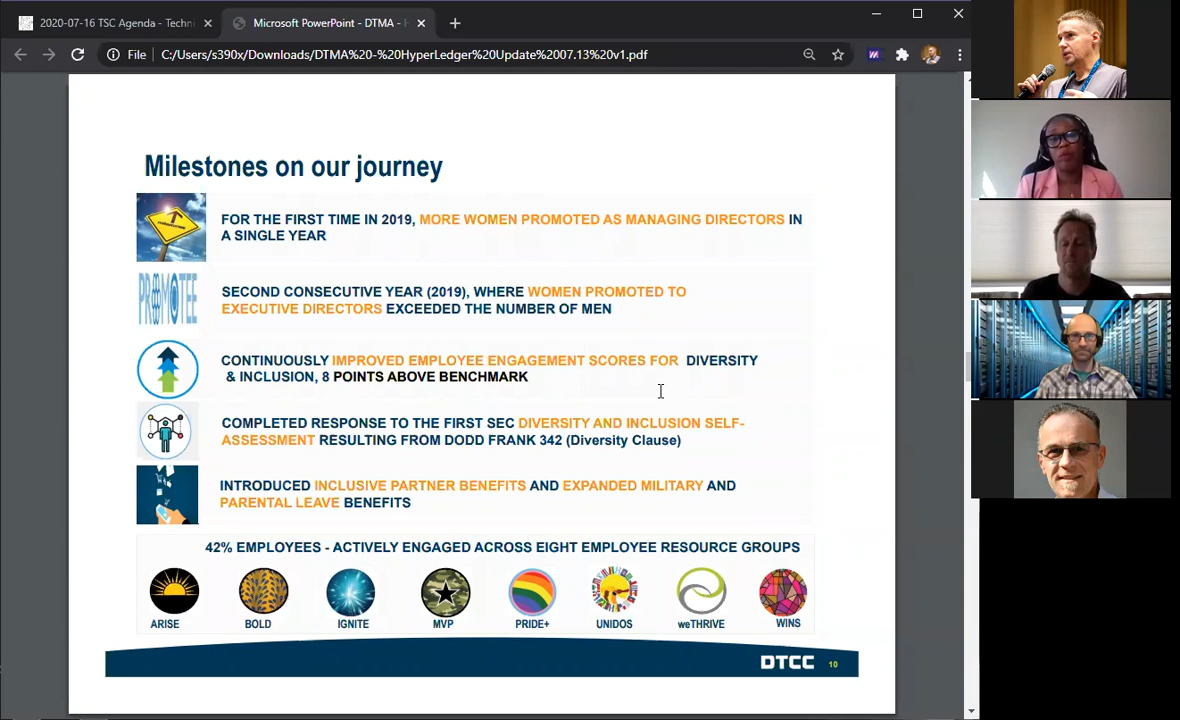 2020-07-16 TSC Agenda - Techni
Microsoft PowerPoint - DTMA - H
File
C:/Users/s390x/Downloads/DTMA%20-%20HyperLedger%20Update%2007.13%20v1.pdf
Milestones on our journey
FOR THE FIRST TIME IN 2019, MORE WOMEN PROMOTED AS MANAGING DIRECTORS IN
A SINGLE YEAR
PROMOTEE
SECOND CONSECUTIVE YEAR (2019), WHERE WOMEN PROMOTED TO
EXECUTIVE DIRECTORS EXCEEDED THE NUMBER OF MEN
CONTINUOUSLY IMPROVED EMPLOYEE ENGAGEMENT SCORES FOR DIVERSITY
& INCLUSION, 8 POINTS ABOVE BENCHMARK
COMPLETED RESPONSE TO THE FIRST SEC DIVERSITY AND INCLUSION SELF-
ASSESSMENT RESULTING FROM DODD FRANK 342 (Diversity Clause)
INTRODUCED INCLUSIVE PARTNER BENEFITS AND EXPANDED MILITARY AND
PARENTAL LEAVE BENEFITS
42% EMPLOYEES - ACTIVELY ENGAGED ACROSS EIGHT EMPLOYEE RESOURCE GROUPS
ARISE BOLD IGNITE MVP PRIDE+ UNIDOS weTHRIVE WINS
DTCC 10